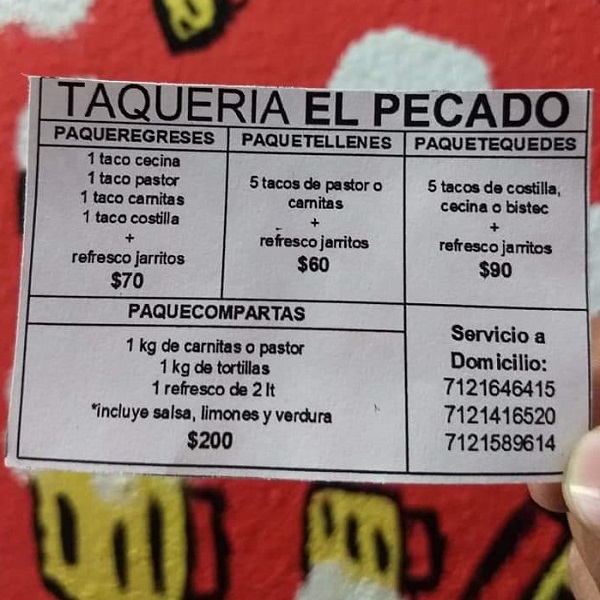 TAQUERIA EL PECADO
PAQUEREGRESES
1 taco cecina
1 taco pastor
1 taco carnitas
1 taco costilla
+
refresco jarritos
$70
PAQUETELLENES
5 tacos de pastor o
carnitas
+
refresco jarritos
$60
PAQUETEQUEDES
5 tacos de costilla,
cecina o bistec
+
refresco jarritos
$90
PAQUECOMPARTAS
1 kg de carnitas o pastor
1 kg de tortillas
1 refresco de 2 lt
*incluye salsa, limones y verdura
$200
Servicio a
Domicilio:
7121646415
7121416520
7121589614